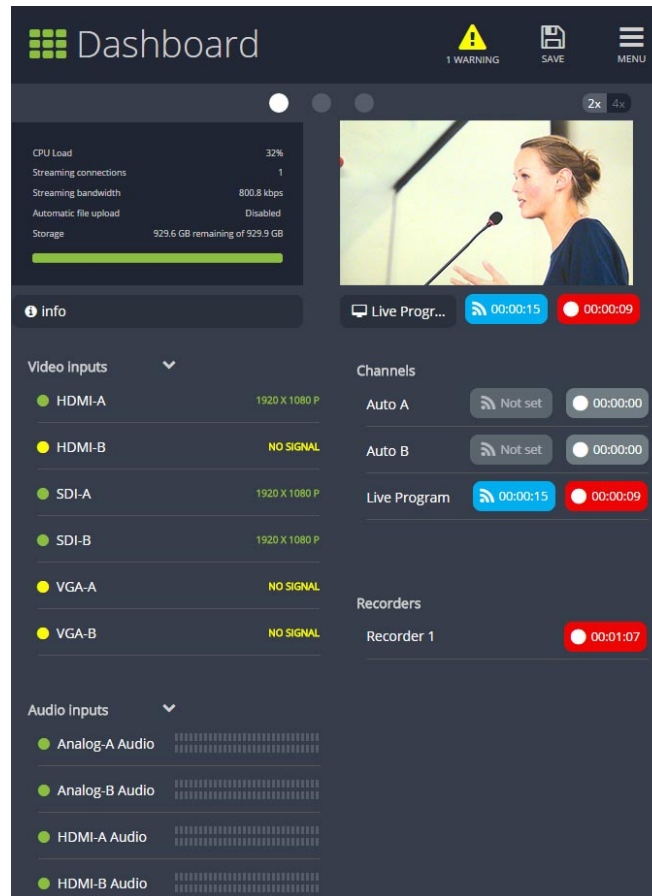 Dashboard
1 WARNING
SAVE
MENU
2x 4x
CPU Load 32%
Streaming connections 1
Streaming bandwidth 800.8 kbps
Automatic file upload Disabled
Storage 929.6 GB remaining of 929.9 GB
info
Live Progr... 00:00:15 00:00:09
Video inputs
HDMI-A 1920 X 1080 P
HDMI-B NO SIGNAL
SDI-A 1920 X 1080 P
SDI-B 1920 X 1080 P
VGA-A NO SIGNAL
VGA-B NO SIGNAL
Audio inputs
Analog-A Audio
Analog-B Audio
HDMI-A Audio
HDMI-B Audio
Channels
Auto A Not set 00:00:00
Auto B Not set 00:00:00
Live Program 00:00:15 00:00:09
Recorders
Recorder 1 00:01:07